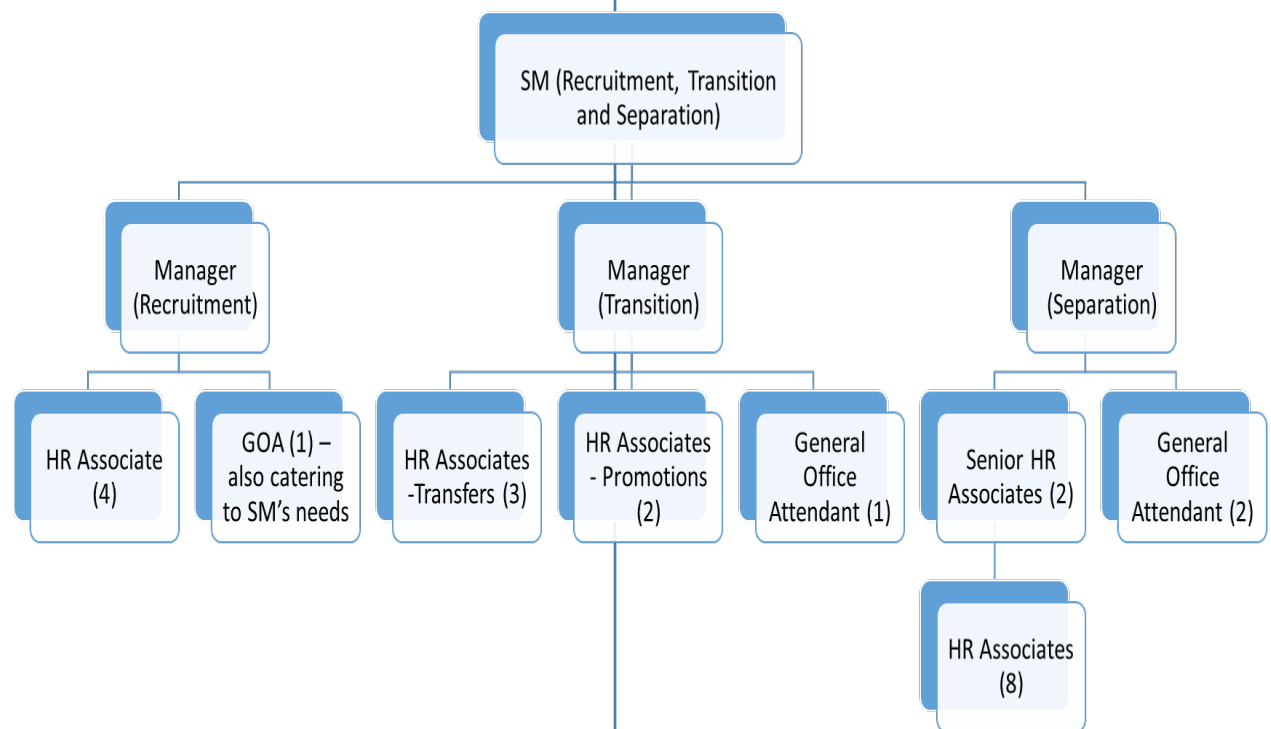 SM (Recruitment, Transition
and Separation)
Manager
(Recruitment)
Manager
(Transition)
Manager
(Separation)
HR Associate
(4)
GOA (1) –
also catering
to SM's needs
HR Associates
-Transfers (3)
HR Associates
- Promotions
(2)
General
Office
Attendant (1)
Senior HR
Associates (2)
General
Office
Attendant (2)
HR Associates
(8)